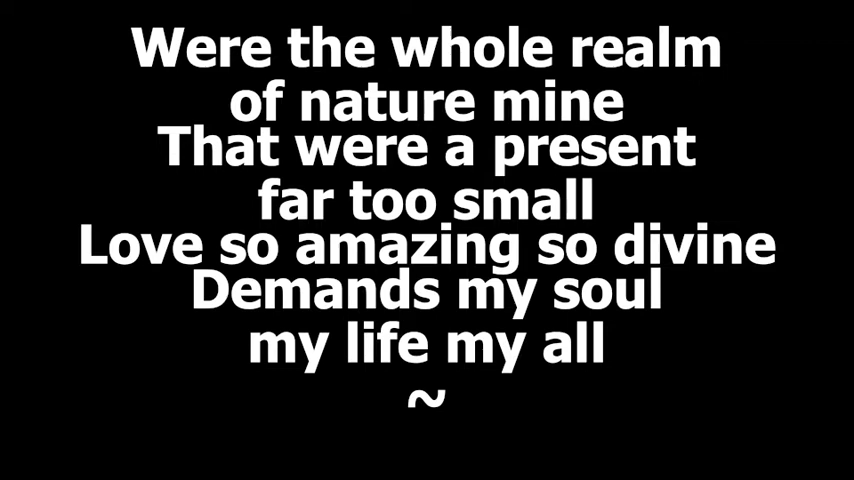 Were the whole realm
of nature mine
That were a present
far too small
Love so amazing so divine
Demands my soul
my life my all
~